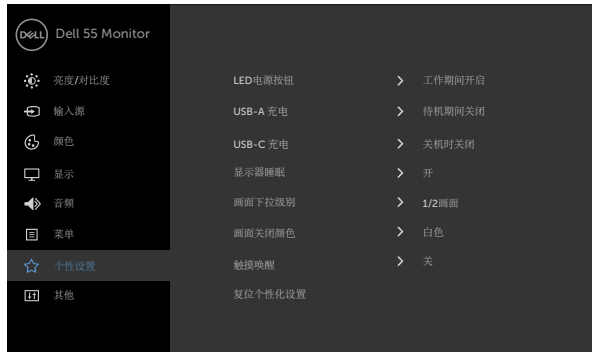 DELL Dell 55 Monitor
亮度/对比度
输入源
颜色
显示
音频
菜单
个性设置
其他
LED电源按钮 工作期间开启
USB-A 充电 待机期间关闭
USB-C 充电 关机时关闭
显示器睡眠 开
画面下拉级别 1/2画面
画面关闭颜色 白色
触摸唤醒 关
复位个性化设置